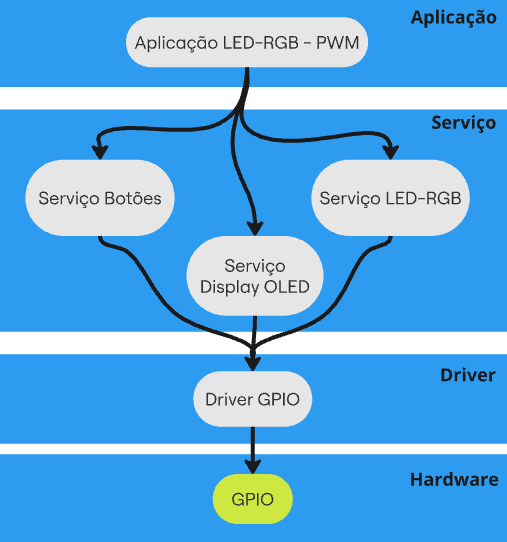 Aplicação
Aplicação LED-RGB - PWM
Serviço
Serviço Botões
Serviço LED-RGB
Serviço
Display OLED
Driver
Driver GPIO
Hardware
GPIO